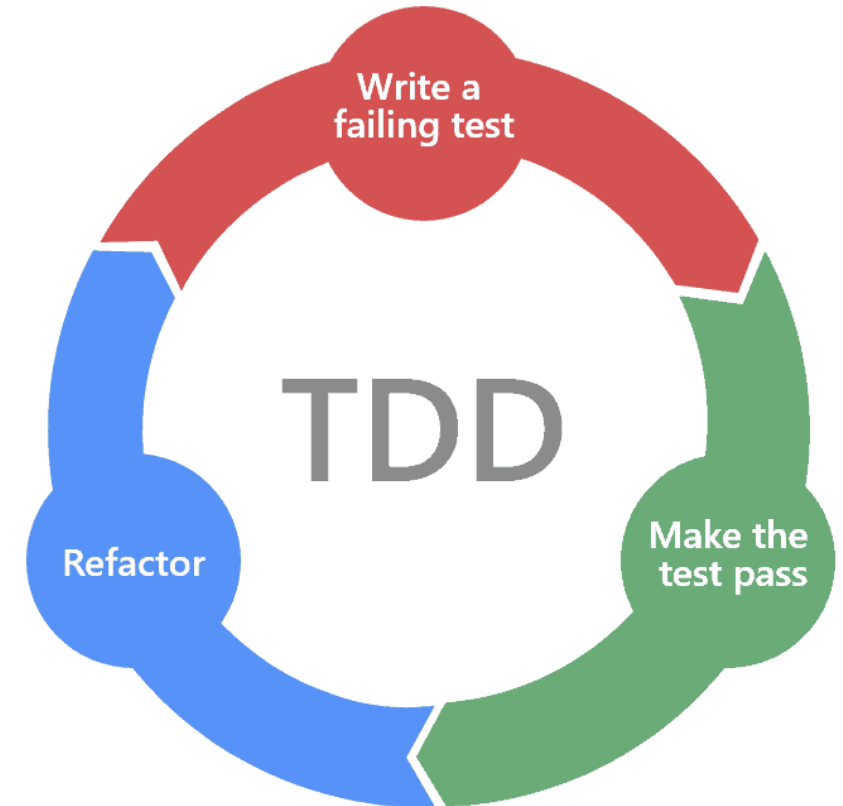 Write a
failing test
TDD
Make the
test pass
Refactor